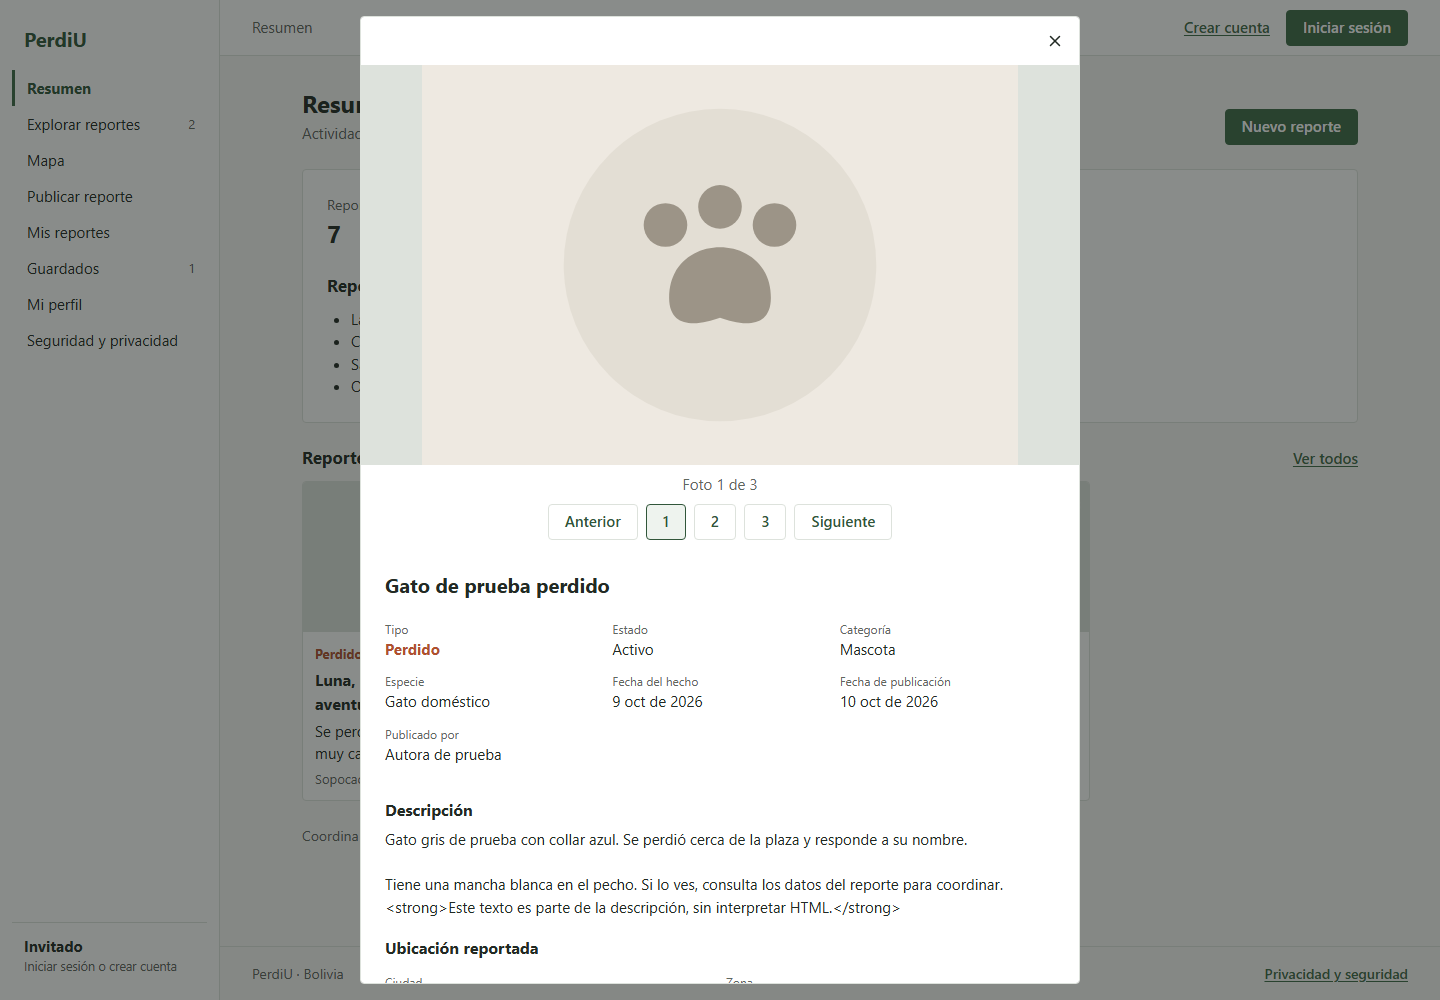 PerdiU
Resumen
Explorar reportes 2
Mapa
Publicar reporte
Mis reportes
Guardados 1
Mi perfil
Seguridad y privacidad
Invitado
Iniciar sesión o crear cuenta
Resumen
Crear cuenta
Iniciar sesión
Nuevo reporte
7
Ver todos
Perdido
Luna,
PerdiU · Bolivia
Privacidad y seguridad
Foto 1 de 3
Anterior
1
2
3
Siguiente
Gato de prueba perdido
Tipo
Perdido
Estado
Activo
Categoría
Mascota
Especie
Gato doméstico
Fecha del hecho
9 oct de 2026
Fecha de publicación
10 oct de 2026
Publicado por
Autora de prueba
Descripción
Gato gris de prueba con collar azul. Se perdió cerca de la plaza y responde a su nombre.
Tiene una mancha blanca en el pecho. Si lo ves, consulta los datos del reporte para coordinar.
<strong>Este texto es parte de la descripción, sin interpretar HTML.</strong>
Ubicación reportada
Ciudad
Zona